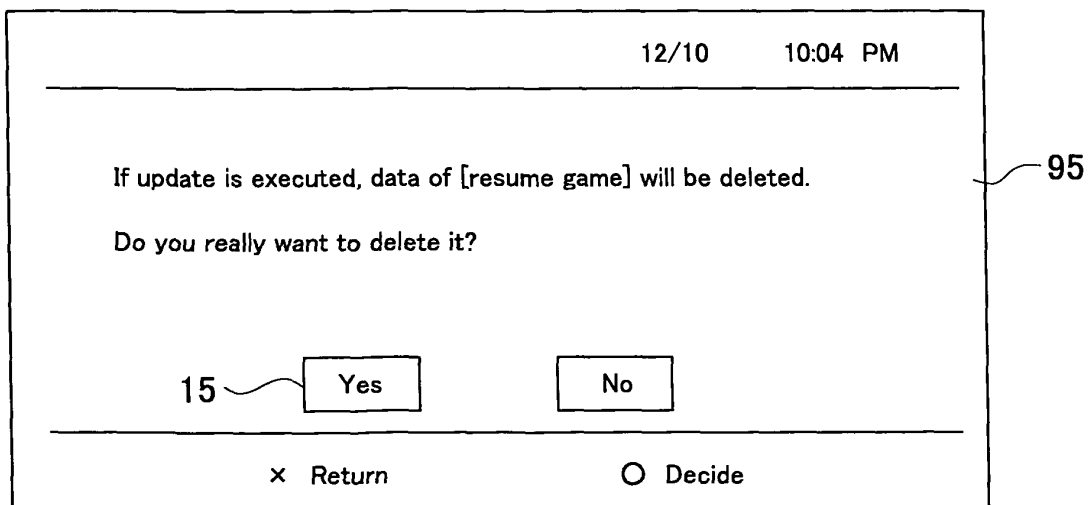 12/10 10:04 PM
If update is executed, data of [resume game] will be deleted.
95
Do you really want to delete it?
15 Yes No
× Return ○ Decide